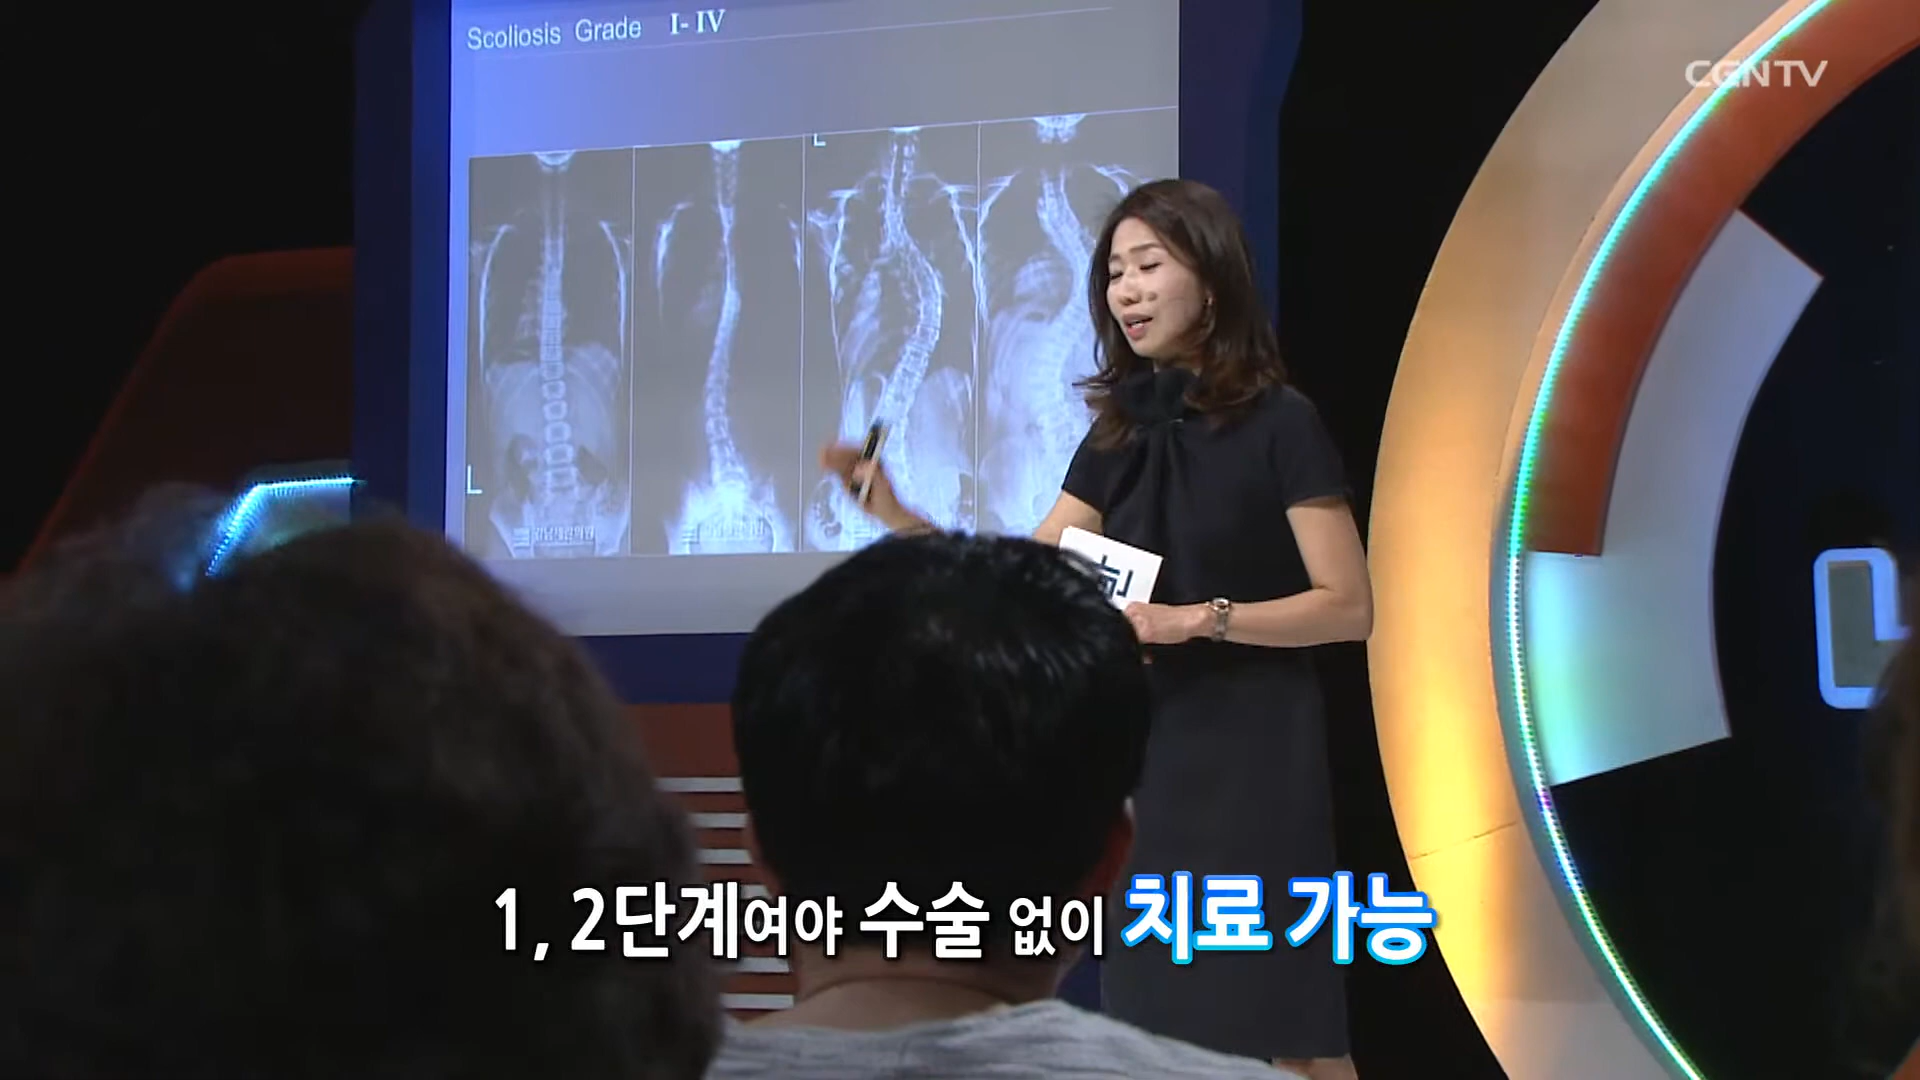 Scoliosis Grade I-IV
CGNTV
L
L
1, 2단계여야 수술 없이 치료 가능